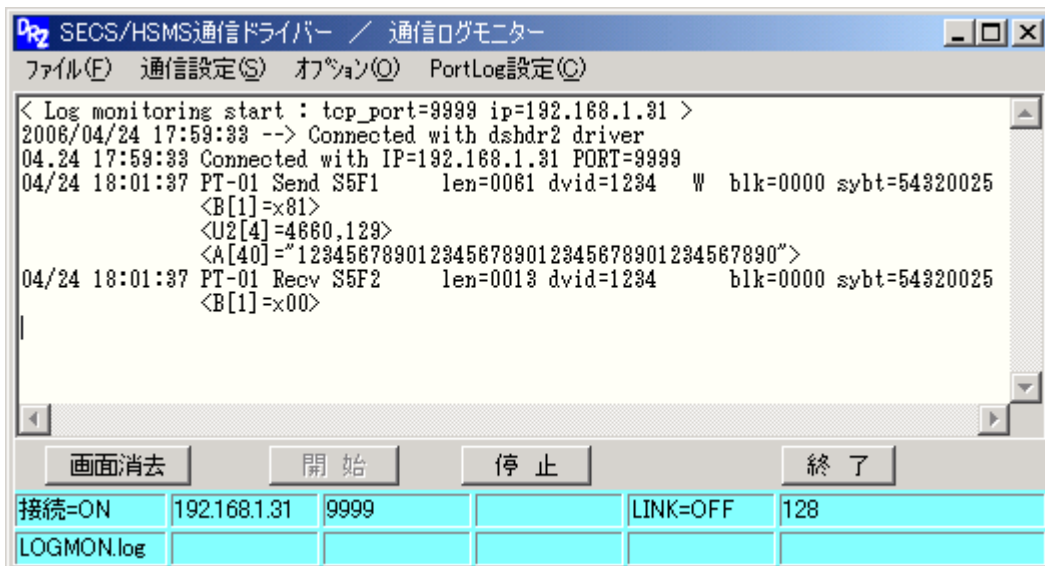 DRz SECS/HSMS通信ドライバー ／ 通信ログモニター
ファイル(F) 通信設定(S) オプション(O) PortLog設定(C)
< Log monitoring start : tcp_port=9999 ip=192.168.1.31 >
2006/04/24 17:59:33 --> Connected with dshdr2 driver
04.24 17:59:33 Connected with IP=192.168.1.31 PORT=9999
04/24 18:01:37 PT-01 Send S5F1 len=0061 dvid=1234 W blk=0000 sybt=54320025
<B[1]=x81>
<U2[4]=4660,129>
<A[40]="1234567890123456789012345678901234567890">
04/24 18:01:37 PT-01 Recv S5F2 len=0013 dvid=1234 blk=0000 sybt=54320025
<B[1]=x00>
画面消去 開 始 停 止 終 了
接続=ON 192.168.1.31 9999 LINK=OFF 128
LOGMON.log